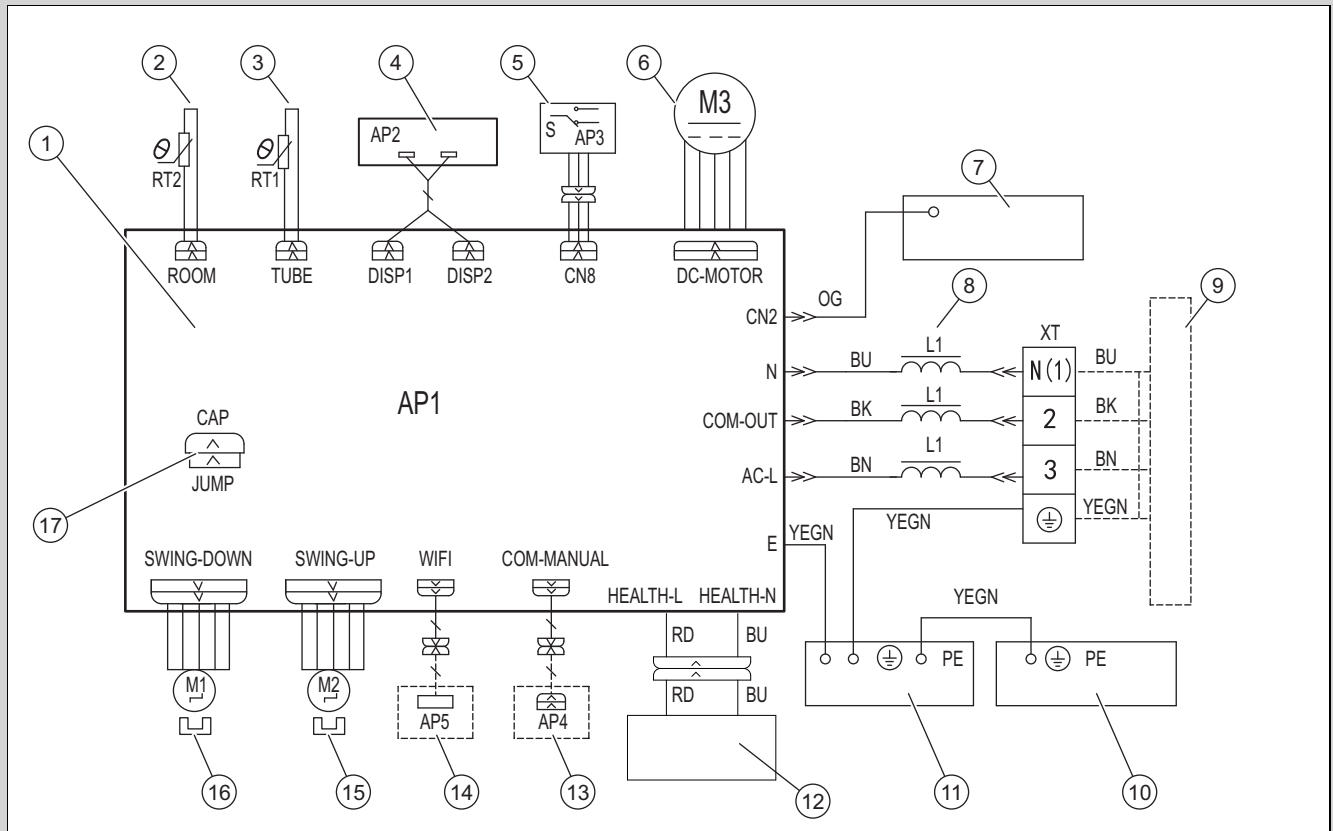 2 3 4 5 6
M3
1
AP2
S AP3
RT2 RT1
7
ROOM TUBE DISP1 DISP2 CN8 DC-MOTOR
OG
8 9
CN2
XT
L1
BU N(1) BU
N
AP1
L1
BK BK
CAP
COM-OUT 2
L1
BN BN
JUMP
AC-L 3
YEGN
17
YEGN
YEGN
E
SWING-DOWN SWING-UP WIFI COM-MANUAL
HEALTH-L HEALTH-N
YEGN
RD BU
PE PE
M1 M2
RD BU
AP5 AP4
16 15 14 13 12 11 10